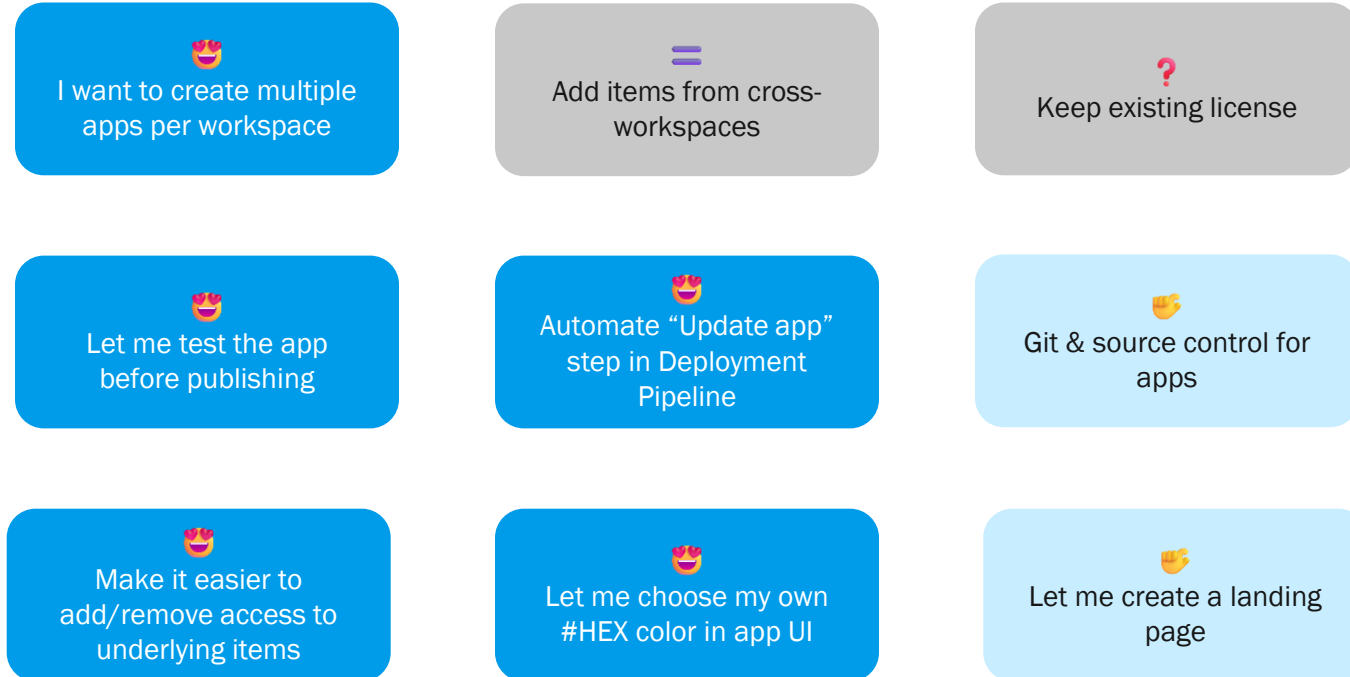 I want to create multiple
apps per workspace
Add items from cross-
workspaces
Keep existing license
Let me test the app
before publishing
Automate “Update app”
step in Deployment
Pipeline
Git & source control for
apps
Make it easier to
add/remove access to
underlying items
Let me choose my own
#HEX color in app UI
Let me create a landing
page